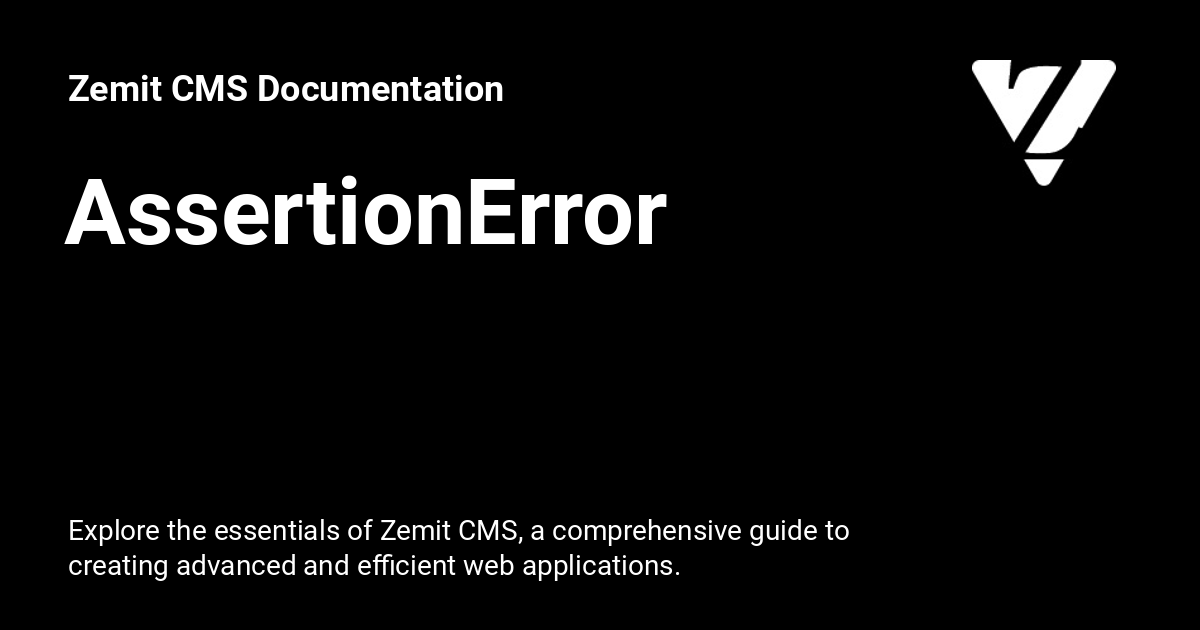 Zemit CMS Documentation
AssertionError
Explore the essentials of Zemit CMS, a comprehensive guide to
creating advanced and efficient web applications.